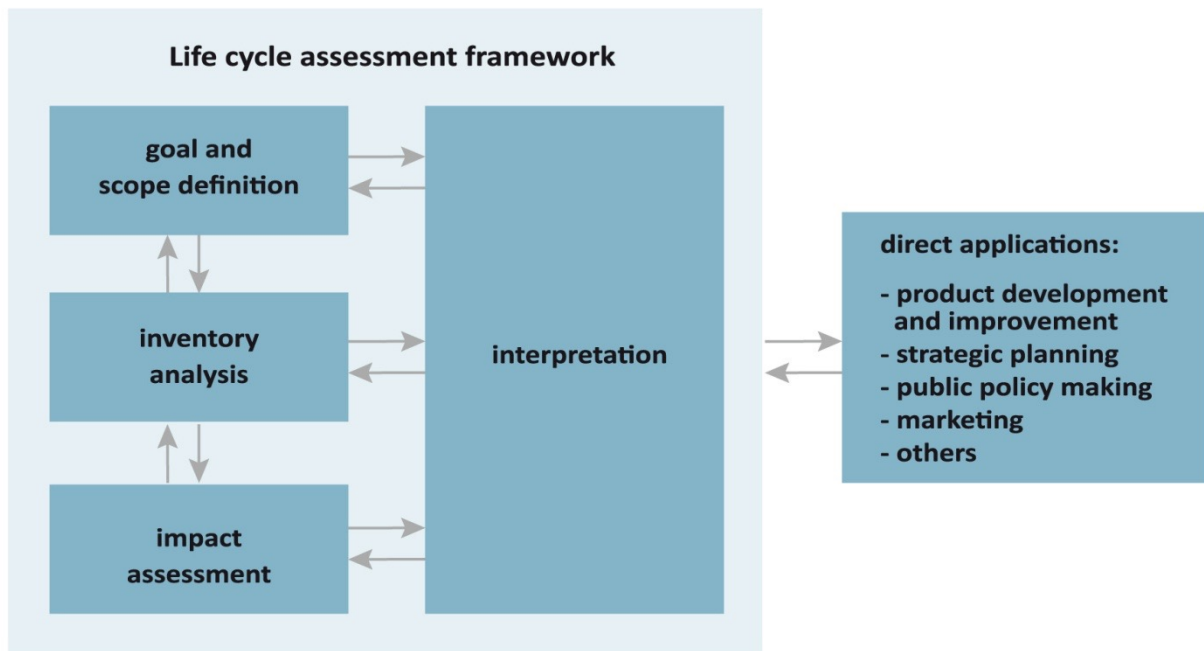 Life cycle assessment framework
goal and
scope definition
inventory
analysis
impact
assessment
interpretation
direct applications:
- product development
and improvement
- strategic planning
- public policy making
- marketing
- others